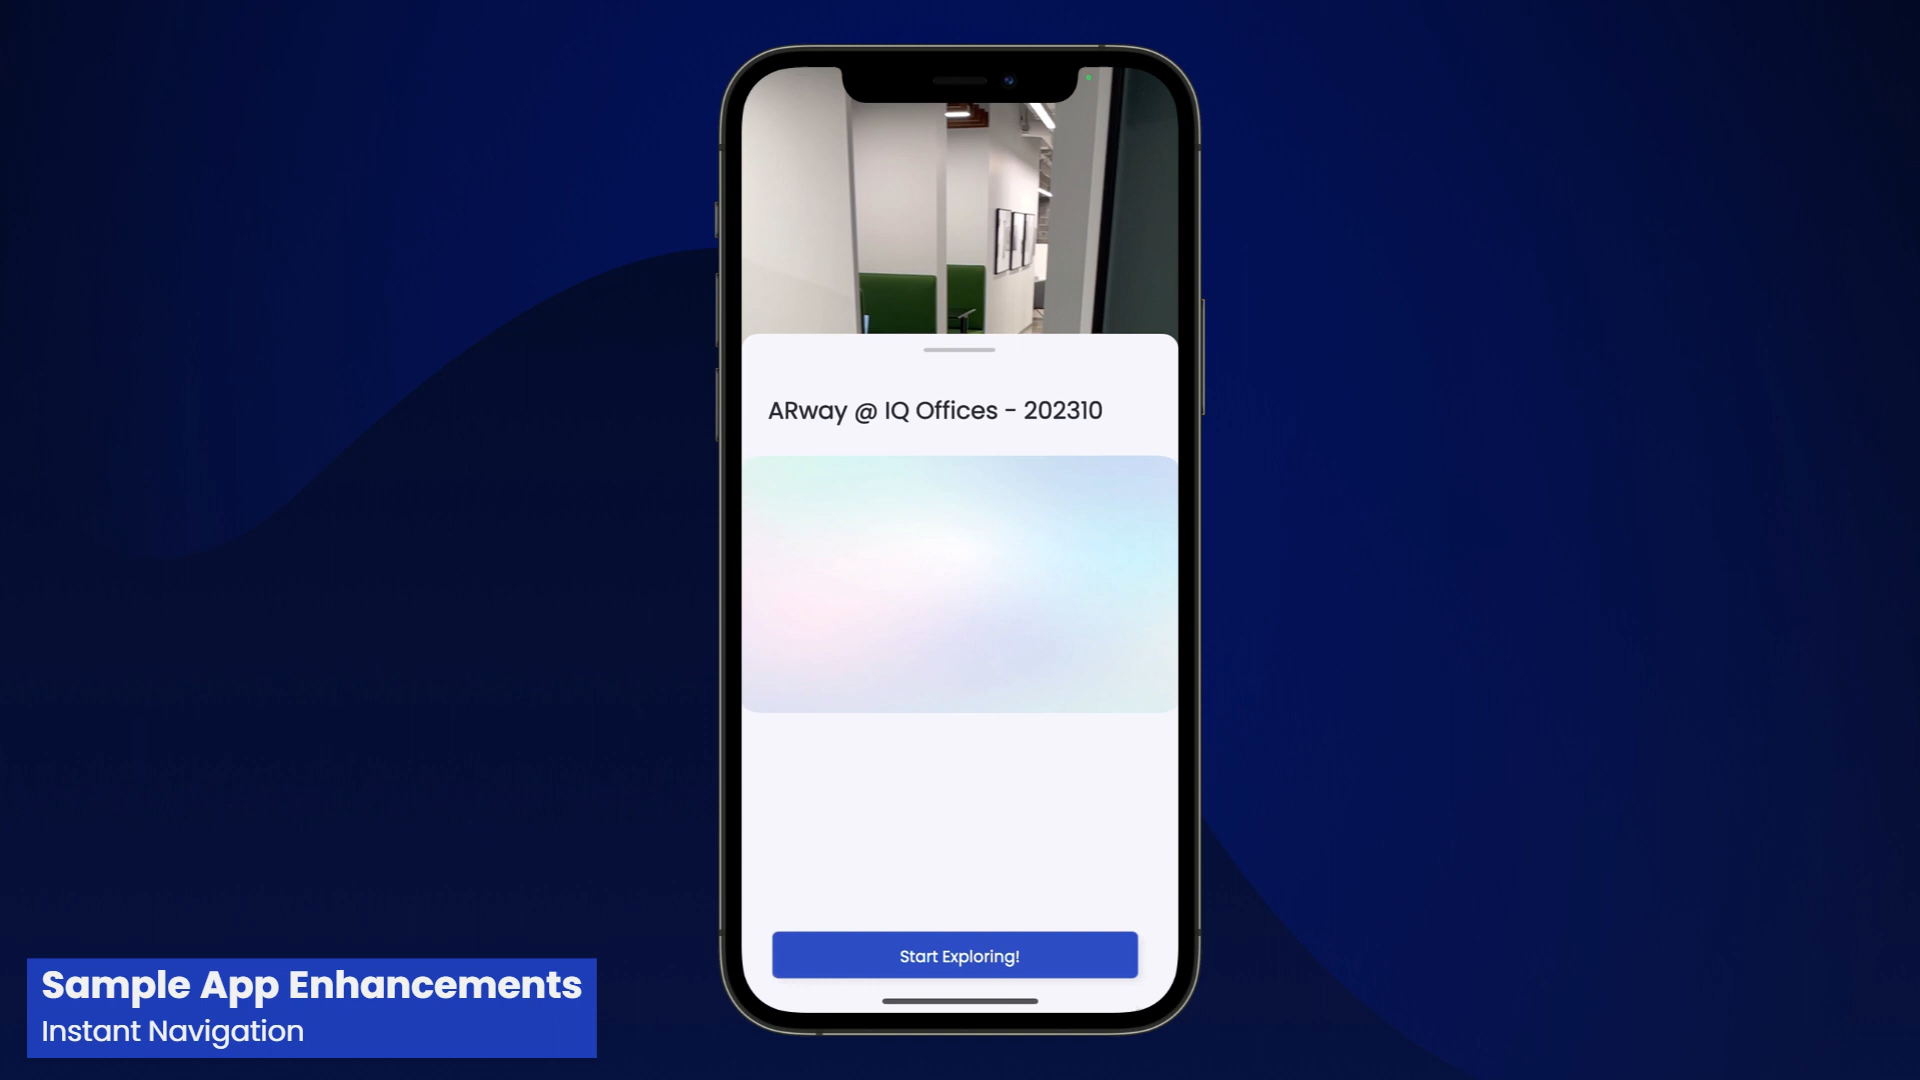 ARway @ IQ Offices - 202310
Start Exploring!
Sample App Enhancements
Instant Navigation